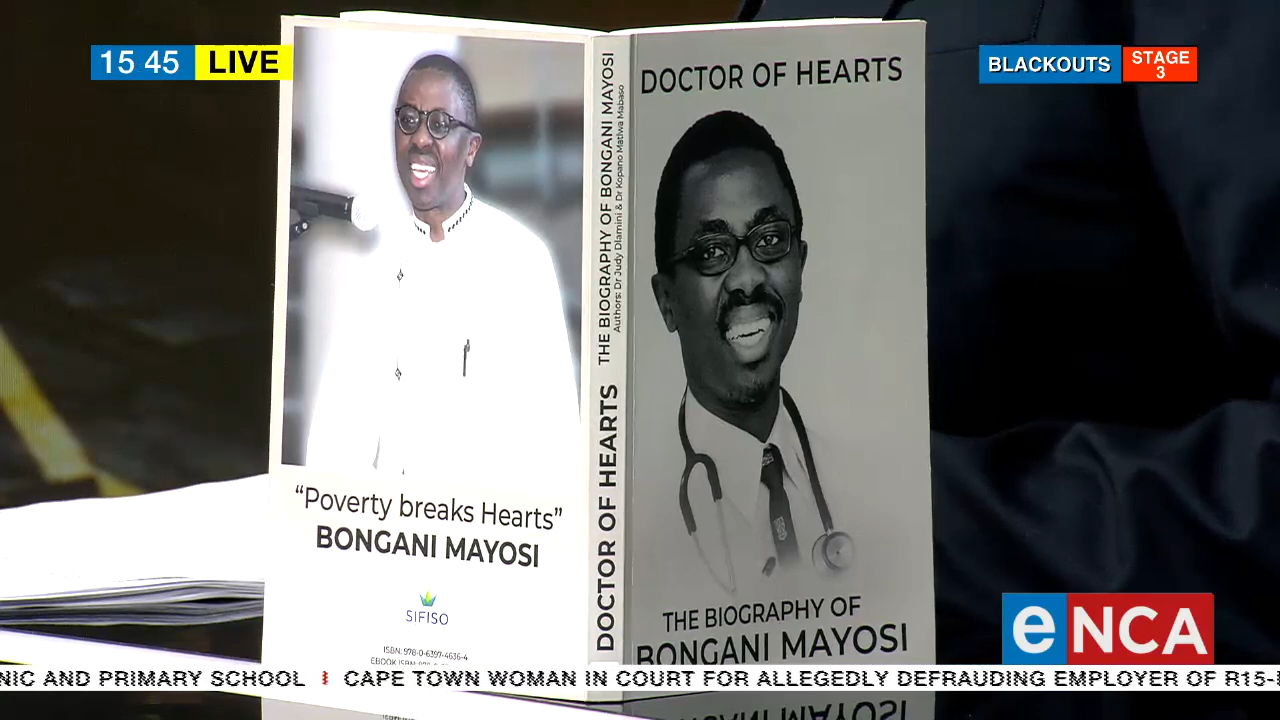 15 45 LIVE
BLACKOUTS
STAGE
3
"Poverty breaks Hearts"
BONGANI MAYOSI
SIFISO
ISBN: 978-0-6397-4636-4
EBOOK ISBN:
DOCTOR OF HEARTS THE BIOGRAPHY OF BONGANI MAYOSI
Authors: Dr Judy Dlamini & Dr Kopano Matlwa Mabaso
DOCTOR OF HEARTS
THE BIOGRAPHY OF
BONGANI MAYOSI
eNCA
NIC AND PRIMARY SCHOOL CAPE TOWN WOMAN IN COURT FOR ALLEGEDLY DEFRAUDING EMPLOYER OF R15-